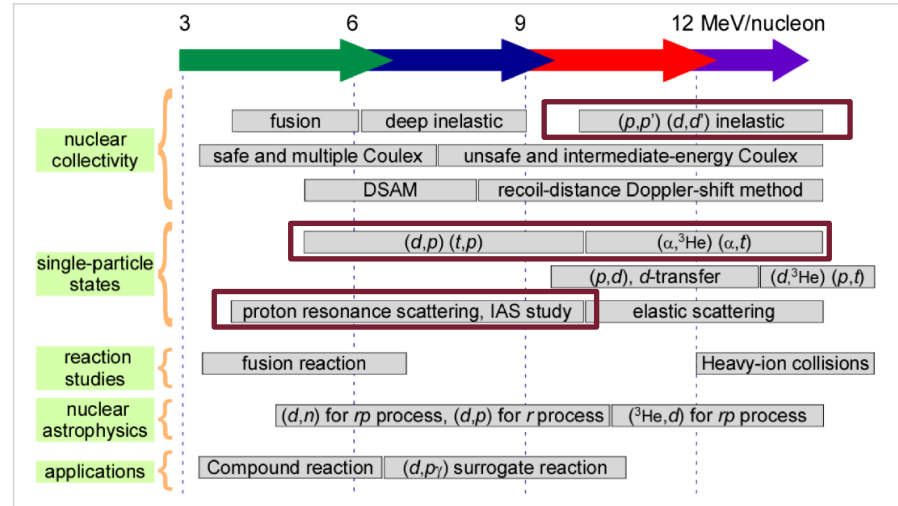 3 6 9 12 MeV/nucleon
nuclear
collectivity
fusion deep inelastic (p,p’) (d,d’) inelastic
safe and multiple Coulex unsafe and intermediate-energy Coulex
DSAM recoil-distance Doppler-shift method
single-particle
states
(d,p) (t,p) (α,³He) (α,t)
(p,d), d-transfer (d,³He) (p,t)
proton resonance scattering, IAS study elastic scattering
reaction
studies
fusion reaction Heavy-ion collisions
nuclear
astrophysics
(d,n) for rp process, (d,p) for r process (³He,d) for rp process
applications
Compound reaction (d,pγ) surrogate reaction